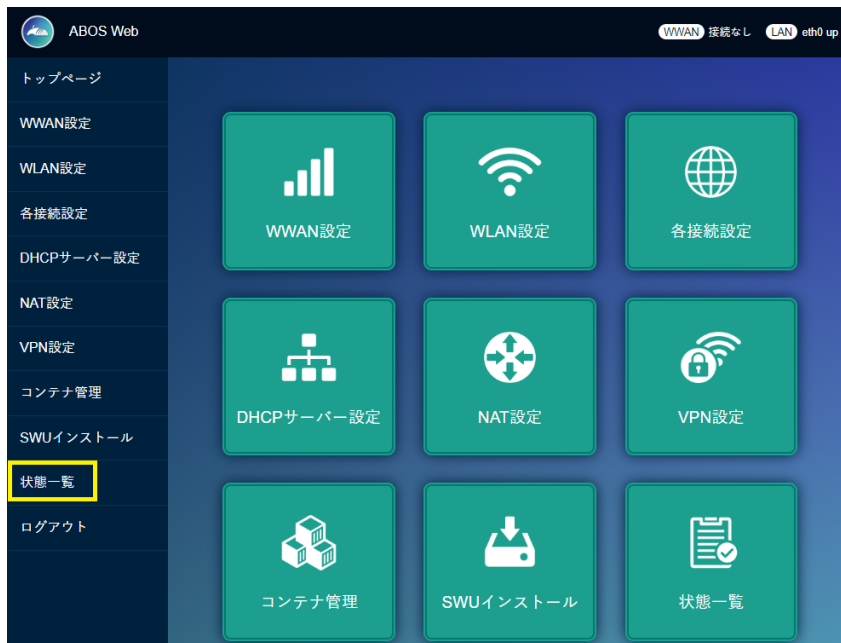 ABOS Web
WWAN 接続なし LAN eth0 up
トップページ
WWAN設定
WLAN設定
各接続設定
DHCPサーバー設定
NAT設定
VPN設定
コンテナ管理
SWUインストール
状態一覧
ログアウト
WWAN設定
WLAN設定
各接続設定
DHCPサーバー設定
NAT設定
VPN設定
コンテナ管理
SWUインストール
状態一覧